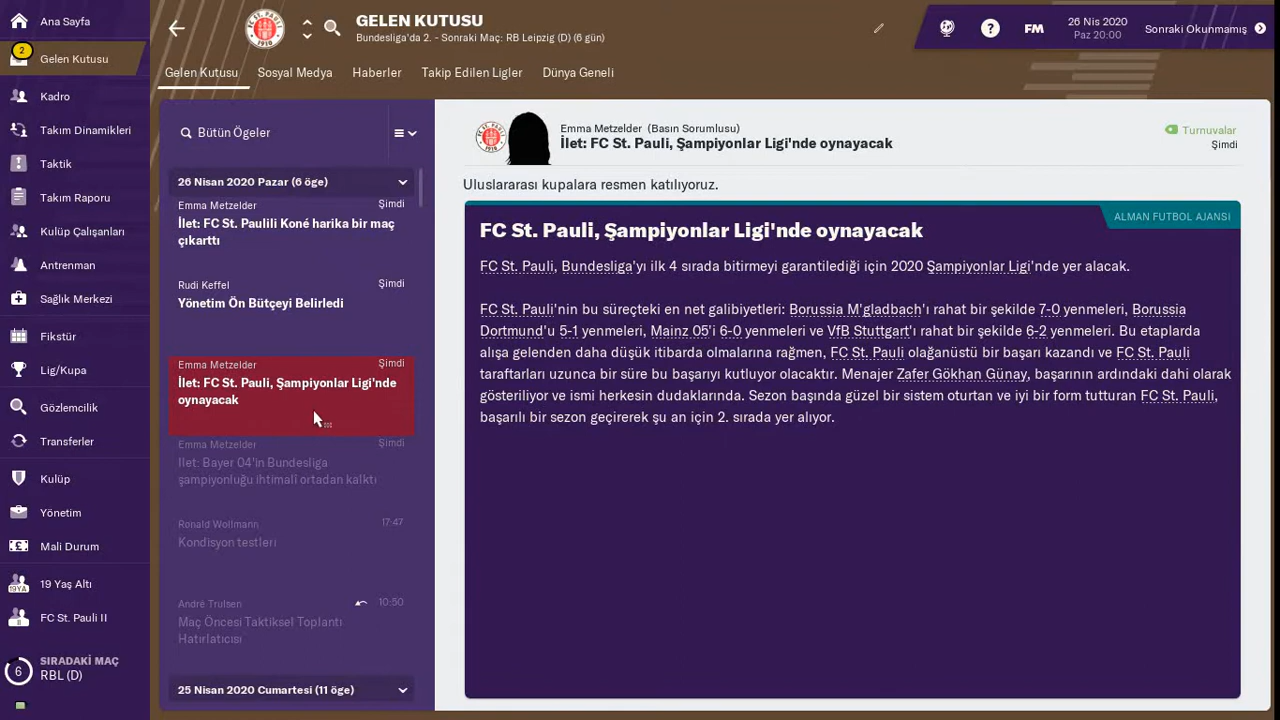 Ana Sayfa
2
Gelen Kutusu
Kadro
Takım Dinamikleri
Taktik
Takım Raporu
Kulüp Çalışanları
Antrenman
Sağlık Merkezi
Fikstür
Lig/Kupa
Gözlemcilik
Transferler
Kulüp
Yönetim
Mali Durum
19YA
19 Yaş Altı
II
FC St. Pauli II
6
SIRADAKİ MAÇ
RBL (D)
GELEN KUTUSU
Bundesliga'da 2. - Sonraki Maç: RB Leipzig (D) (6 gün)
?
FM
26 Nis 2020
Paz 20:00
Sonraki Okunmamış
Gelen Kutusu
Sosyal Medya
Haberler
Takip Edilen Ligler
Dünya Geneli
Bütün Ögeler
26 Nisan 2020 Pazar (6 öge)
Emma Metzelder
Şimdi
İlet: FC St. Paulili Koné harika bir maç
çıkarttı
Rudi Keffel
Şimdi
Yönetim Ön Bütçeyi Belirledi
Emma Metzelder
Şimdi
İlet: FC St. Pauli, Şampiyonlar Ligi'nde
oynayacak
Emma Metzelder
Şimdi
İlet: Bayer 04'in Bundesliga
şampiyonluğu ihtimali ortadan kalktı
Ronald Wollmann
17:47
Kondisyon testleri
André Trulsen
10:50
Maç Öncesi Taktiksel Toplantı
Hatırlatıcısı
25 Nisan 2020 Cumartesi (11 öge)
Emma Metzelder (Basın Sorumlusu)
İlet: FC St. Pauli, Şampiyonlar Ligi'nde oynayacak
Turnuvalar
Şimdi
Uluslararası kupalara resmen katılıyoruz.
ALMAN FUTBOL AJANSI
FC St. Pauli, Şampiyonlar Ligi'nde oynayacak
FC St. Pauli, Bundesliga'yı ilk 4 sırada bitirmeyi garantilediği için 2020 Şampiyonlar Ligi'nde yer alacak.
FC St. Pauli'nin bu süreçteki en net galibiyetleri: Borussia M'gladbach'ı rahat bir şekilde 7-0 yenmeleri, Borussia
Dortmund'u 5-1 yenmeleri, Mainz 05'i 6-0 yenmeleri ve VfB Stuttgart'ı rahat bir şekilde 6-2 yenmeleri. Bu etaplarda
alışa gelenden daha düşük itibarda olmalarına rağmen, FC St. Pauli olağanüstü bir başarı kazandı ve FC St. Pauli
taraftarları uzunca bir süre bu başarıyı kutluyor olacaktır. Menajer Zafer Gökhan Günay, başarının ardındaki dahi olarak
gösteriliyor ve ismi herkesin dudaklarında. Sezon başında güzel bir sistem oturtan ve iyi bir form tutturan FC St. Pauli,
başarılı bir sezon geçirerek şu an için 2. sırada yer alıyor.